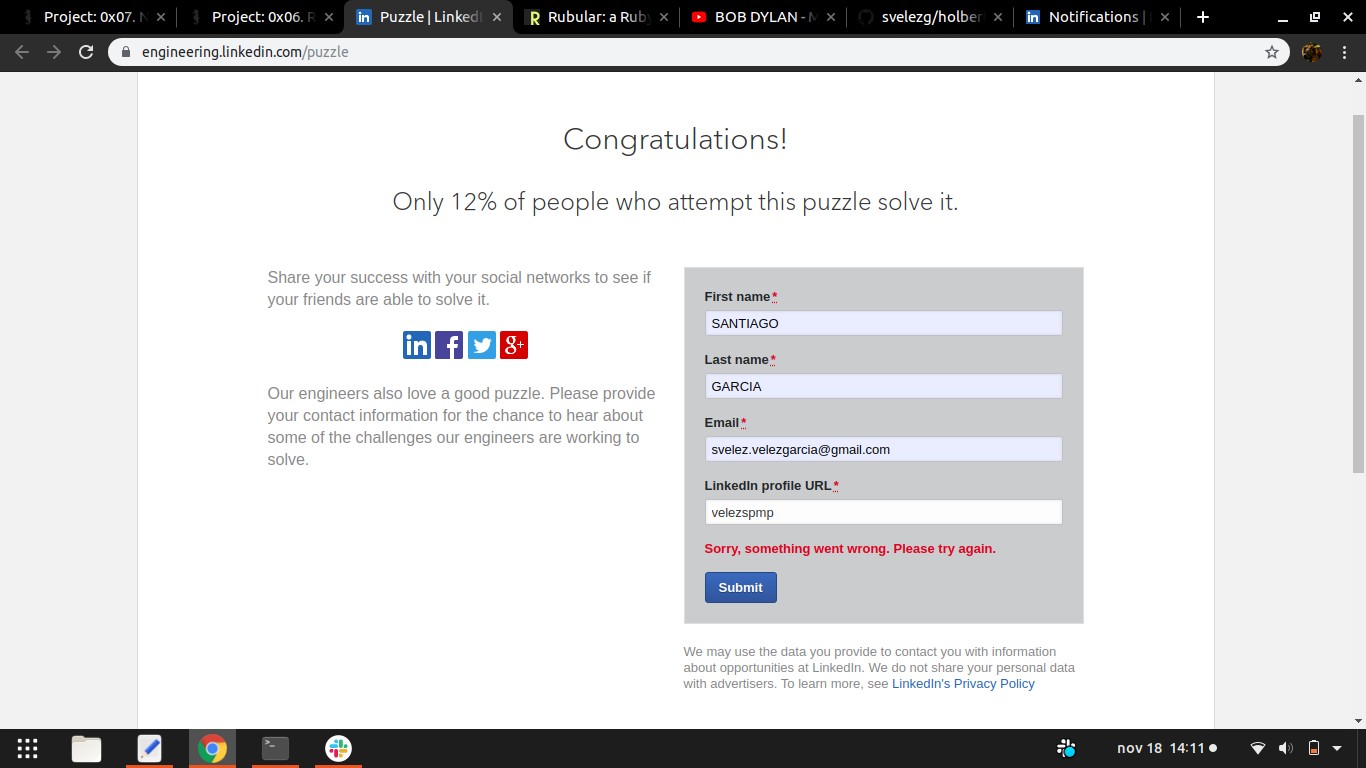 Project: 0x07.
Project: 0x06.
Puzzle | LinkedI
Rubular: a Ruby
BOB DYLAN -
svelezg/holber
Notifications |
engineering.linkedin.com/puzzle
Congratulations!
Only 12% of people who attempt this puzzle solve it.
Share your success with your social networks to see if
your friends are able to solve it.
Our engineers also love a good puzzle. Please provide
your contact information for the chance to hear about
some of the challenges our engineers are working to
solve.
First name*
SANTIAGO
Last name*
GARCIA
Email*
svelez.velezgarcia@gmail.com
LinkedIn profile URL*
velezspmp
Sorry, something went wrong. Please try again.
Submit
We may use the data you provide to contact you with information
about opportunities at LinkedIn. We do not share your personal data
with advertisers. To learn more, see LinkedIn's Privacy Policy
nov 18 14:11